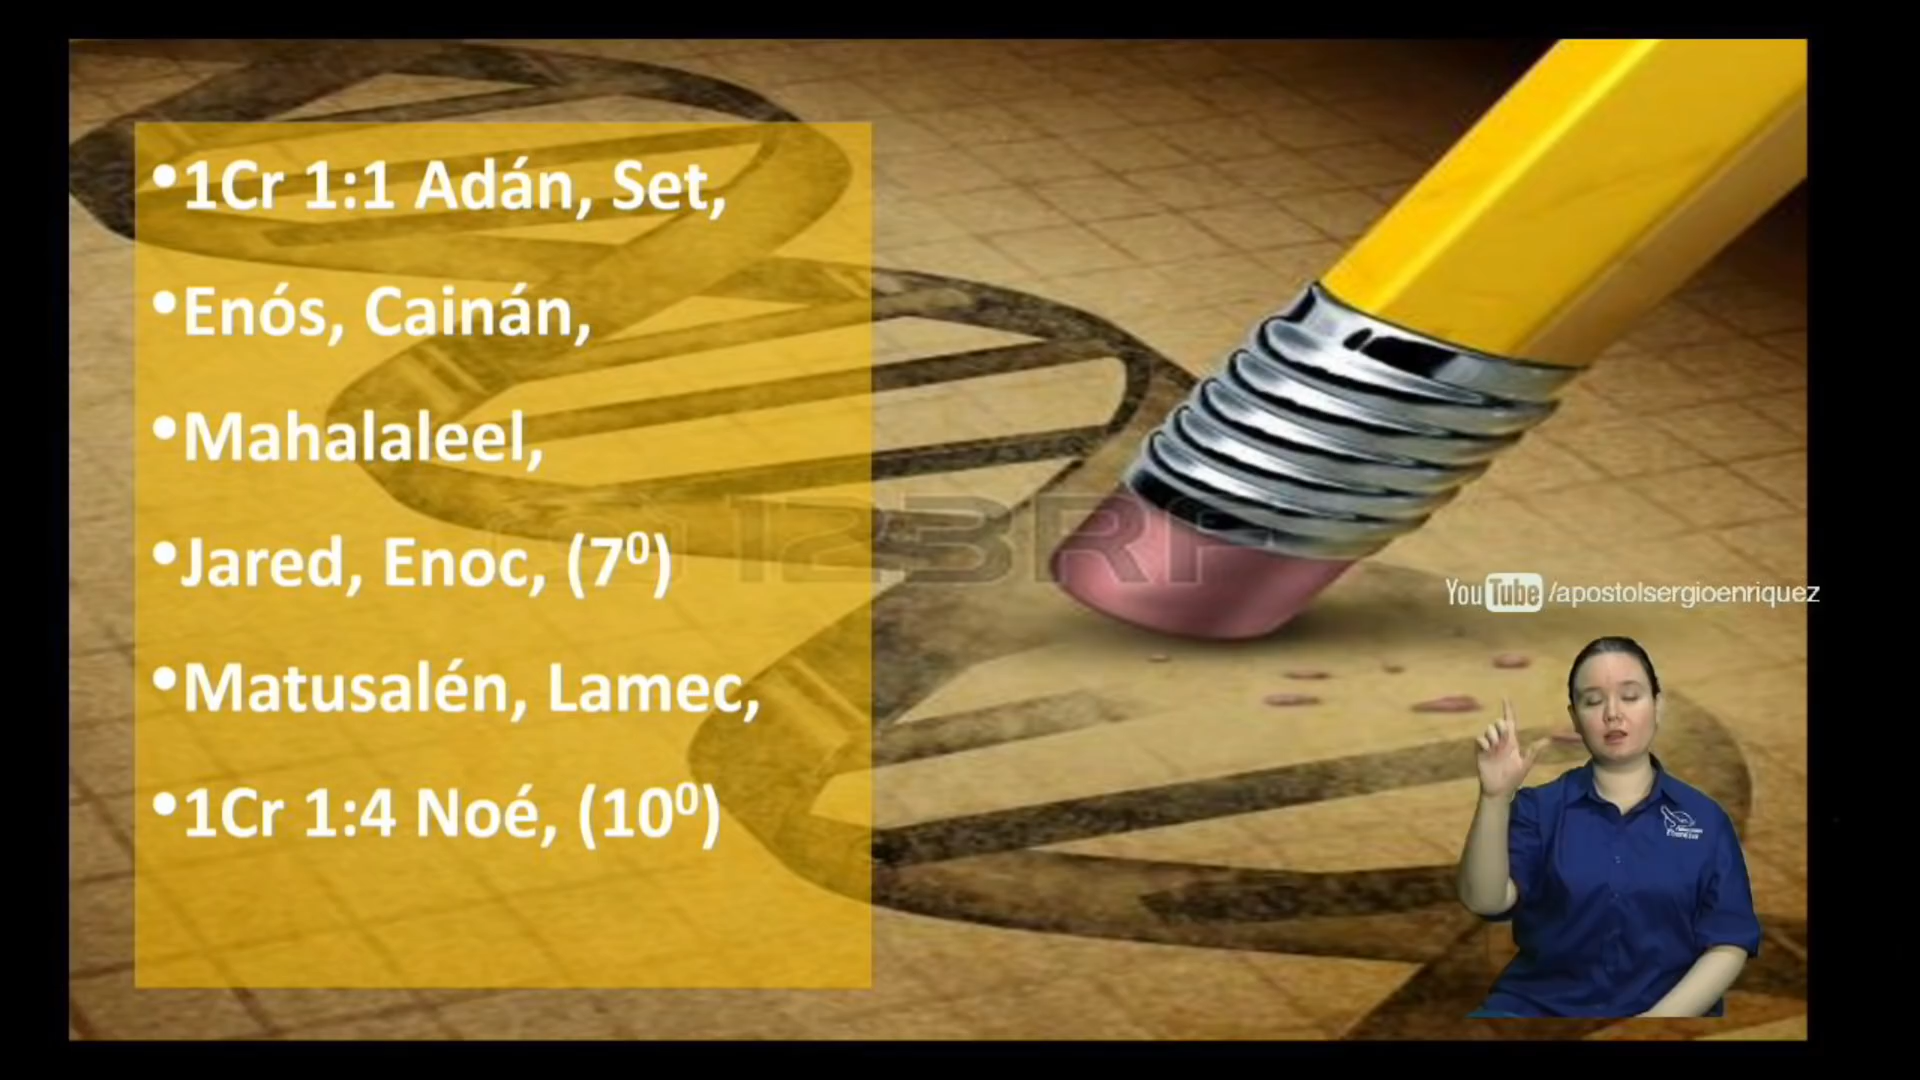 •1Cr 1:1 Adán, Set,
•Enós, Cainán,
•Mahalaleel,
•Jared, Enoc, (7⁰)
•Matusalén, Lamec,
•1Cr 1:4 Noé, (10⁰)
123RF
YouTube /apostolsergioenriquez